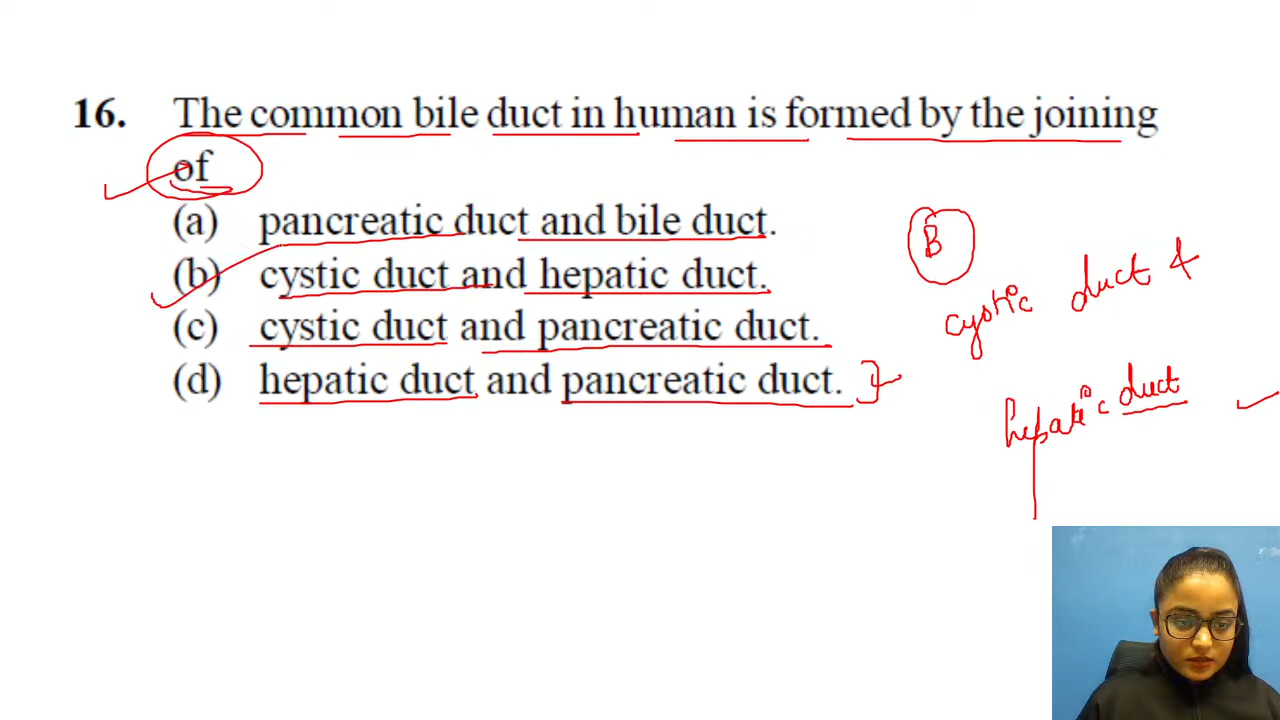 16. The common bile duct in human is formed by the joining
of
(a) pancreatic duct and bile duct.
(b) cystic duct and hepatic duct.
(c) cystic duct and pancreatic duct.
(d) hepatic duct and pancreatic duct.
B
cystic duct &
hepatic duct